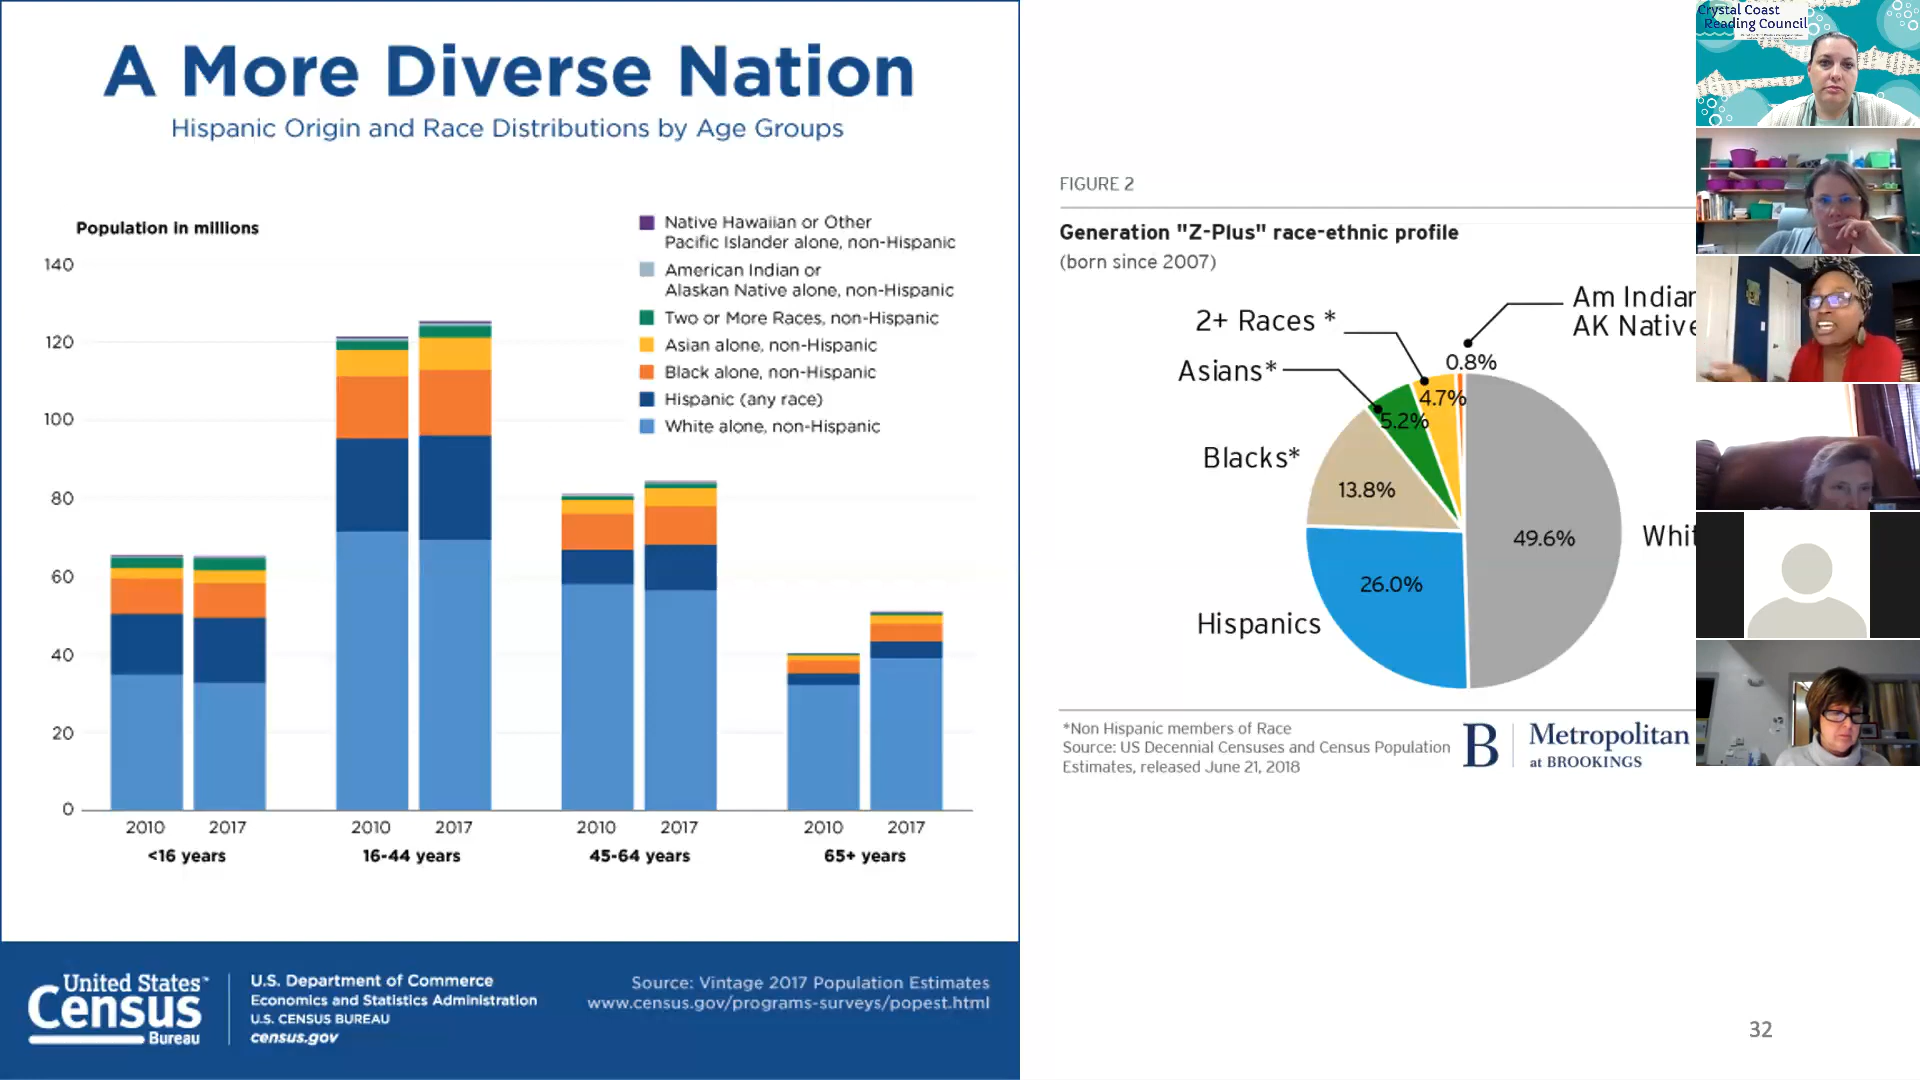 A More Diverse Nation
Hispanic Origin and Race Distributions by Age Groups
Population in millions
Native Hawaiian or Other
Pacific Islander alone, non-Hispanic
American Indian or
Alaskan Native alone, non-Hispanic
Two or More Races, non-Hispanic
Asian alone, non-Hispanic
Black alone, non-Hispanic
Hispanic (any race)
White alone, non-Hispanic
140
120
100
80
60
40
20
0
2010 2017 2010 2017 2010 2017 2010 2017
<16 years 16-44 years 45-64 years 65+ years
United States™
Census
Bureau
U.S. Department of Commerce
Economics and Statistics Administration
U.S. CENSUS BUREAU
census.gov
Source: Vintage 2017 Population Estimates
www.census.gov/programs-surveys/popest.html
FIGURE 2
Generation "Z-Plus" race-ethnic profile
(born since 2007)
Am Indian
AK Native
2+ Races *
0.8%
Asians*
4.7%
5.2%
Blacks*
13.8%
49.6%
Whit
26.0%
Hispanics
*Non Hispanic members of Race
Source: US Decennial Censuses and Census Population
Estimates, released June 21, 2018
B Metropolitan
at BROOKINGS
32
Crystal Coast
Reading Council